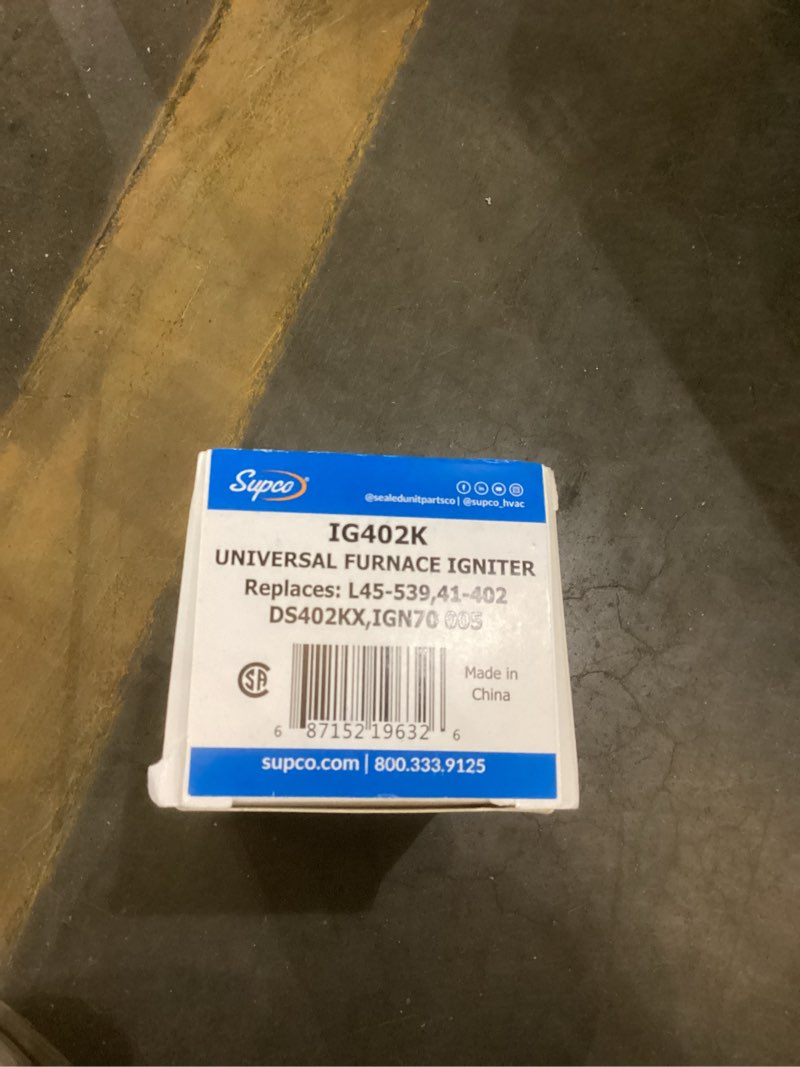 Supco®
@sealedunitpartsco | @supco_hvac
IG402K
UNIVERSAL FURNACE IGNITER
Replaces: L45-539,41-402
DS402KX,IGN70 005
SA
Made in
China
6 87152 19632 6
supco.com | 800.333.9125